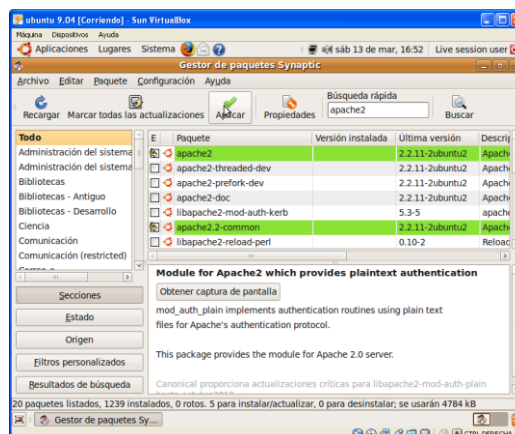 ubuntu 9.04 [Corriendo] - Sun VirtualBox
Máquina Dispositivos Ayuda
Aplicaciones Lugares Sistema sáb 13 de mar, 16:52 Live session user
Gestor de paquetes Synaptic
Archivo Editar Paquete Configuración Ayuda
Búsqueda rápida
apache2
Recargar Marcar todas las actualizaciones Aplicar Propiedades Buscar
Todo
Administración del sistema
Administración del sistema
Bibliotecas
Bibliotecas - Antiguo
Bibliotecas - Desarrollo
Ciencia
Comunicación
Comunicación (restricted)
E Paquete Versión instalada Última versión Descrip
apache2 2.2.11-2ubuntu2 Apach
apache2-threaded-dev 2.2.11-2ubuntu2 Apach
apache2-prefork-dev 2.2.11-2ubuntu2 Apach
apache2-doc 2.2.11-2ubuntu2 Apach
libapache2-mod-auth-kerb 5.3-5 apache
apache2.2-common 2.2.11-2ubuntu2 Apach
libapache2-reload-perl 0.10-2 Reload
Secciones
Estado
Origen
Filtros personalizados
Resultados de búsqueda
Module for Apache2 which provides plaintext authentication
Obtener captura de pantalla
mod_auth_plain implements authentication routines using plain text
files for Apache's authentication protocol.
This package provides the module for Apache 2.0 server.
Canonical proporciona actualizaciones críticas para libapache2-mod-auth-plain
20 paquetes listados, 1239 instalados, 0 rotos. 5 para instalar/actualizar, 0 para desinstalar; se usarán 4784 kB
Gestor de paquetes Sy...
CTRL DERECHA